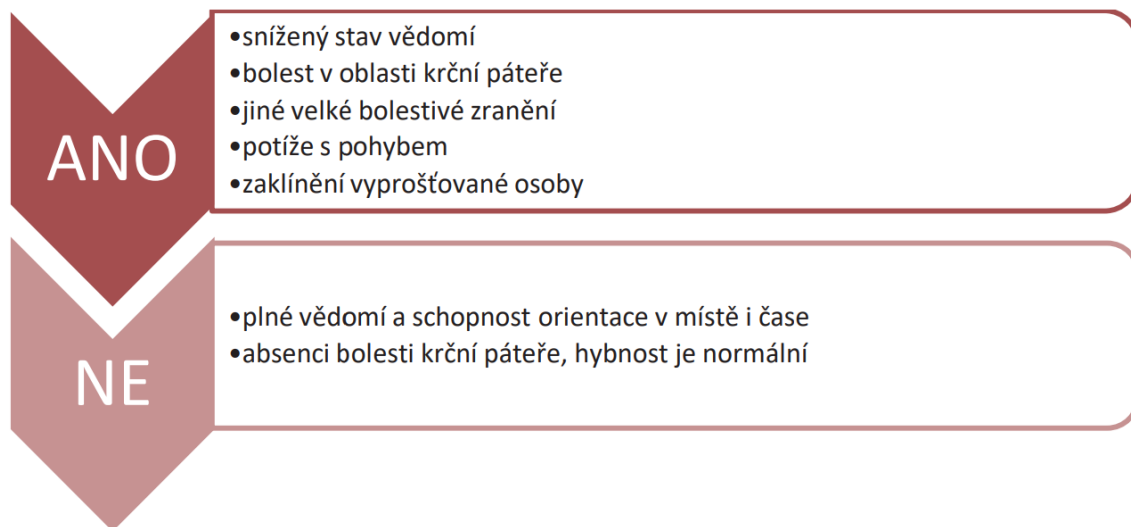 ANO
•snížený stav vědomí
•bolest v oblasti krční páteře
•jiné velké bolestivé zranění
•potíže s pohybem
•zaklínění vyprošťované osoby
NE
•plné vědomí a schopnost orientace v místě i čase
•absenci bolesti krční páteře, hybnost je normální